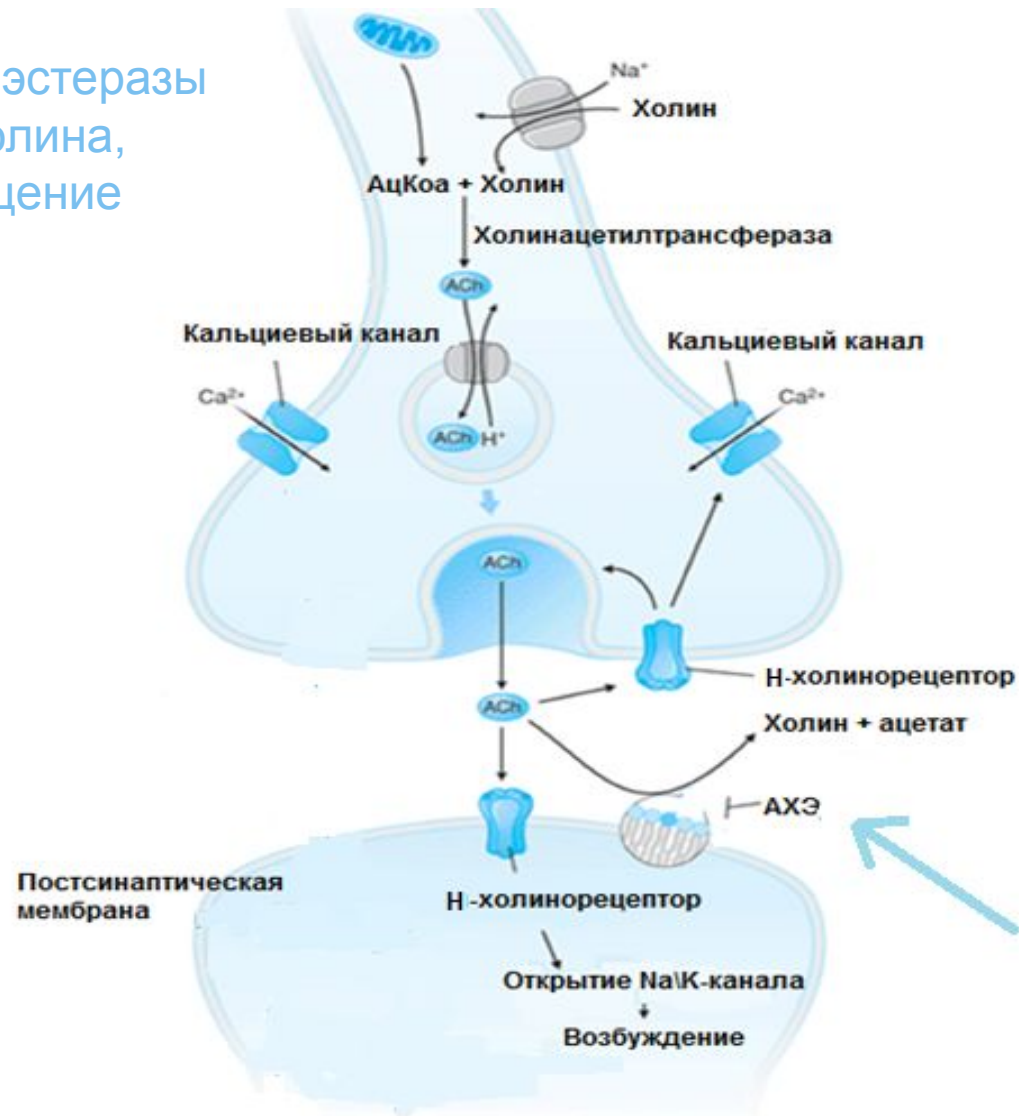 эстеразы
олина,
цение
Na⁺
Холин
АцКоа + Холин
Холинацетилтрансфераза
ACh
Кальциевый канал
Кальциевый канал
Ca²⁺
Ca²⁺
ACh H⁺
ACh
Н-холинорецептор
ACh
Холин + ацетат
АХЭ
Постсинаптическая
мембрана
Н-холинорецептор
Открытие Na\K-канала
Возбуждение